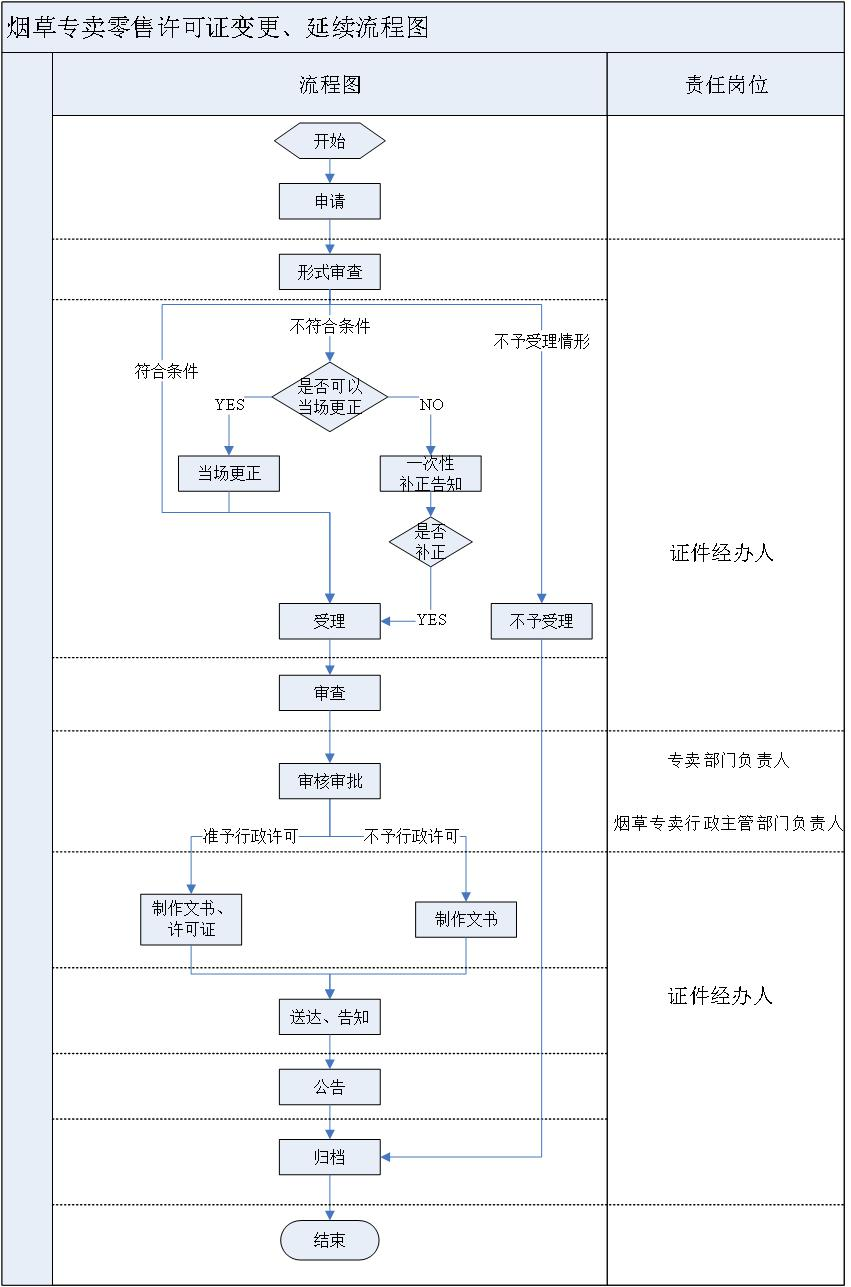 烟草专卖零售许可证变更、延续流程图
流程图
责任岗位
开始
申请
形式审查
不符合条件
不予受理情形
符合条件
是否可以
当场更正
YES
NO
当场更正
一次性
补正告知
是否
补正
证件经办人
受理
YES
不予受理
审查
专卖部门负责人
审核审批
烟草专卖行政主管部门负责人
准予行政许可
不予行政许可
制作文书、
许可证
制作文书
证件经办人
送达、告知
公告
归档
结束